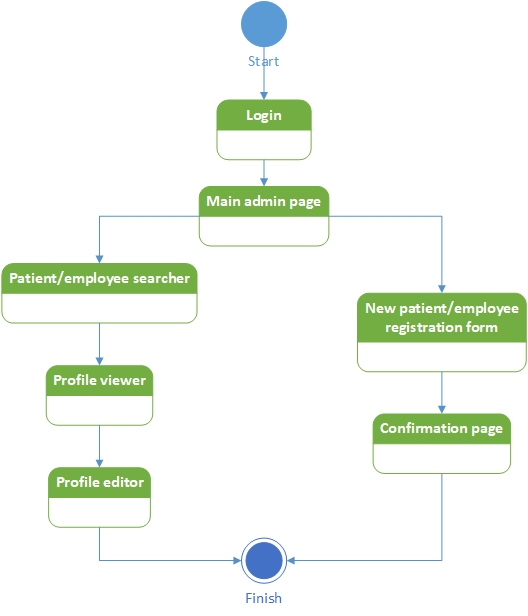 Start
Login
Main admin page
Patient/employee searcher
New patient/employee
registration form
Profile viewer
Confirmation page
Profile editor
Finish